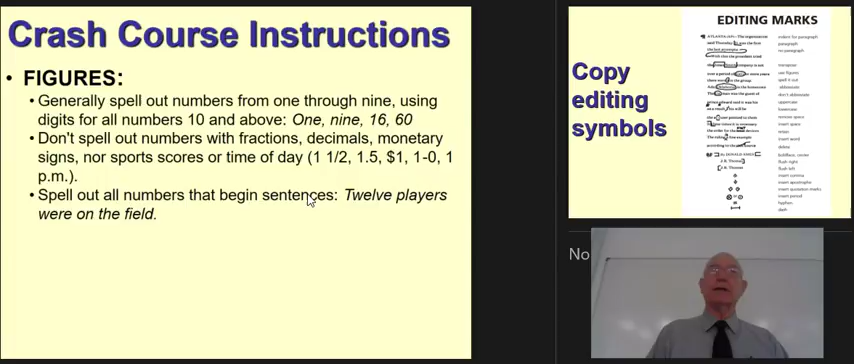 Crash Course Instructions
• FIGURES:
• Generally spell out numbers from one through nine, using
digits for all numbers 10 and above: One, nine, 16, 60
• Don't spell out numbers with fractions, decimals, monetary
signs, nor sports scores or time of day (1 1/2, 1.5, $1, 1-0, 1
p.m.).
• Spell out all numbers that begin sentences: Twelve players
were on the field.
Copy
editing
symbols
EDITING MARKS
indent for paragraph
paragraph
no paragraph
transpose
use figures
spell it out
abbreviate
don't abbreviate
uppercase
lowercase
remove space
insert space
retain
insert word
delete
boldface, center
flush right
flush left
insert comma
insert apostrophe
insert quotation marks
insert period
hyphen
dash
No